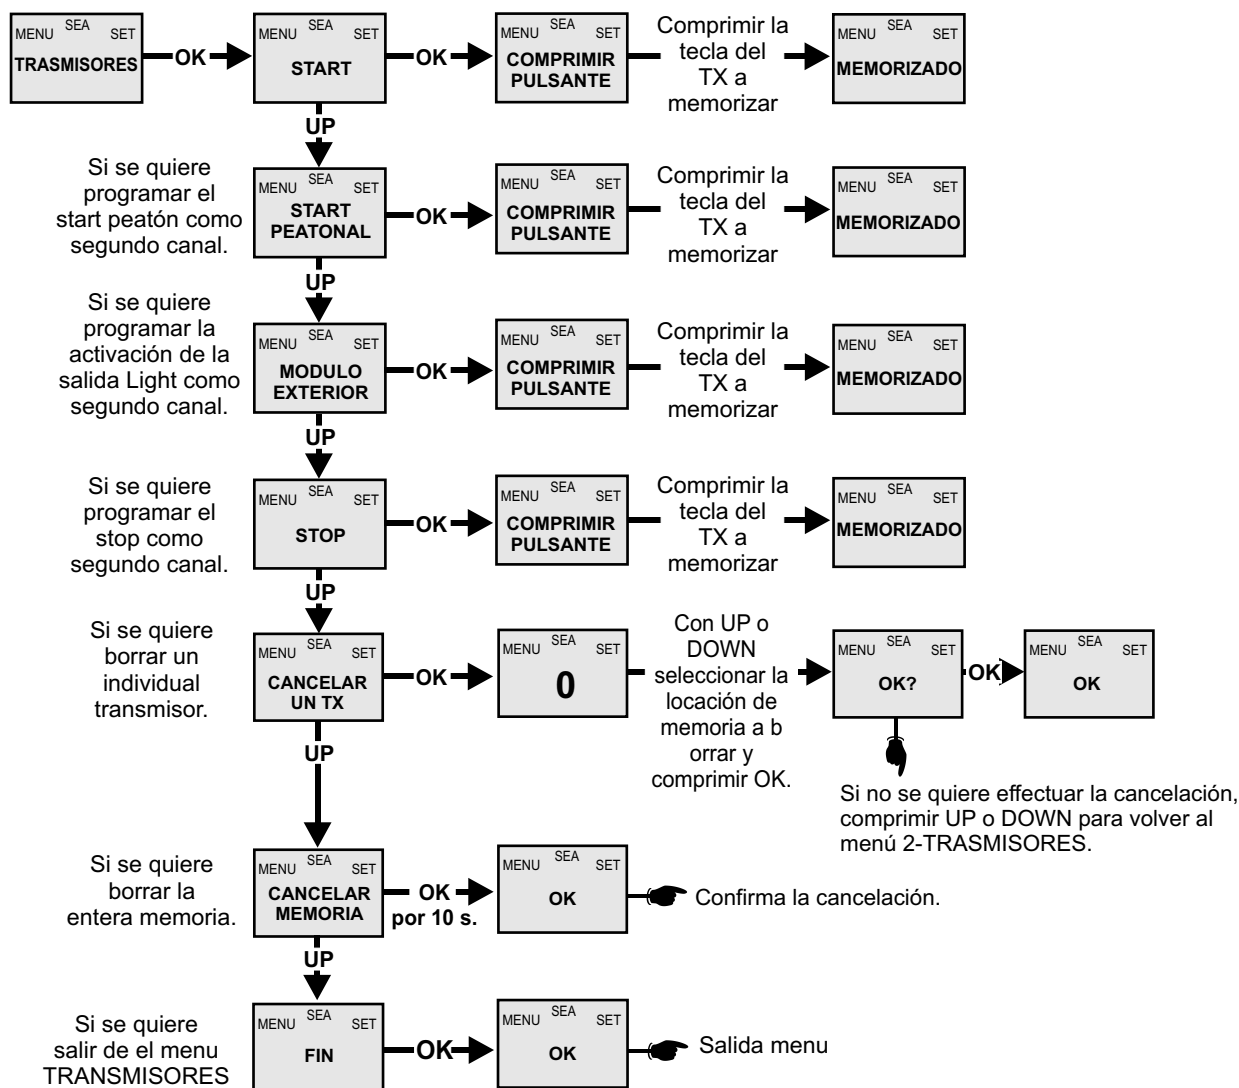 MENU SEA SET
TRASMISORES
OK
MENU SEA SET
START
OK
MENU SEA SET
COMPRIMIR
PULSANTE
Comprimir la
tecla del
TX a
memorizar
MENU SEA SET
MEMORIZADO
UP
Si se quiere
programar el
start peatón como
segundo canal.
MENU SEA SET
START
PEATONAL
OK
MENU SEA SET
COMPRIMIR
PULSANTE
Comprimir la
tecla del
TX a
memorizar
MENU SEA SET
MEMORIZADO
UP
Si se quiere
programar la
activación de la
salida Light como
segundo canal.
MENU SEA SET
MODULO
EXTERIOR
OK
MENU SEA SET
COMPRIMIR
PULSANTE
Comprimir la
tecla del
TX a
memorizar
MENU SEA SET
MEMORIZADO
UP
Si se quiere
programar el
stop como
segundo canal.
MENU SEA SET
STOP
OK
MENU SEA SET
COMPRIMIR
PULSANTE
Comprimir la
tecla del
TX a
memorizar
MENU SEA SET
MEMORIZADO
UP
Si se quiere
borrar un
individual
transmisor.
MENU SEA SET
CANCELAR
UN TX
OK
MENU SEA SET
0
Con UP o
DOWN
seleccionar la
locación de
memoria a b
orrar y
comprimir OK.
MENU SEA SET
OK?
OK
MENU SEA SET
OK
Si no se quiere effectuar la cancelación,
comprimir UP o DOWN para volver al
menú 2-TRASMISORES.
UP
Si se quiere
borrar la
entera memoria.
MENU SEA SET
CANCELAR
MEMORIA
OK
por 10 s.
MENU SEA SET
OK
Confirma la cancelación.
UP
Si se quiere
salir de el menu
TRANSMISORES
MENU SEA SET
FIN
OK
MENU SEA SET
OK
Salida menu